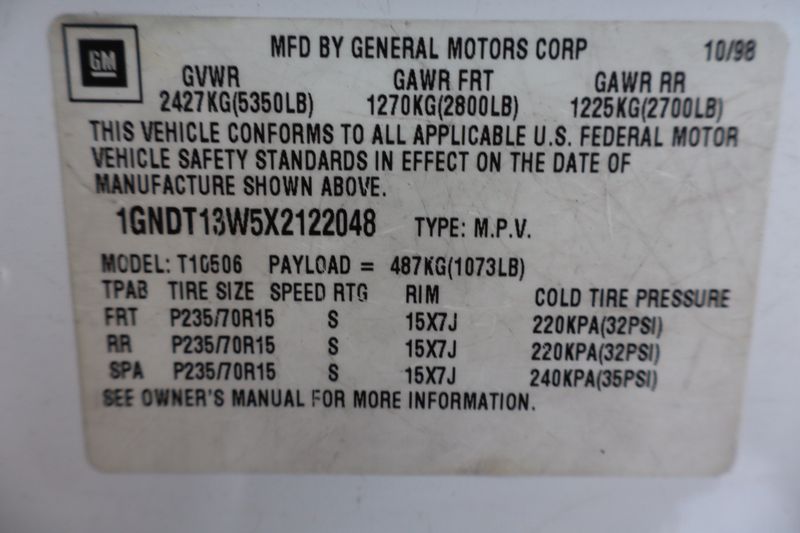 GM
MFD BY GENERAL MOTORS CORP 10/98
GVWR GAWR FRT GAWR RR
2427KG(5350LB) 1270KG(2800LB) 1225KG(2700LB)
THIS VEHICLE CONFORMS TO ALL APPLICABLE U.S. FEDERAL MOTOR
VEHICLE SAFETY STANDARDS IN EFFECT ON THE DATE OF
MANUFACTURE SHOWN ABOVE.
1GNDT13W5X2122048 TYPE: M.P.V.
MODEL: T10506 PAYLOAD = 487KG(1073LB)
TPAB TIRE SIZE SPEED RTG RIM COLD TIRE PRESSURE
FRT P235/70R15 S 15X7J 220KPA(32PSI)
RR P235/70R15 S 15X7J 220KPA(32PSI)
SPA P235/70R15 S 15X7J 240KPA(35PSI)
SEE OWNER'S MANUAL FOR MORE INFORMATION.